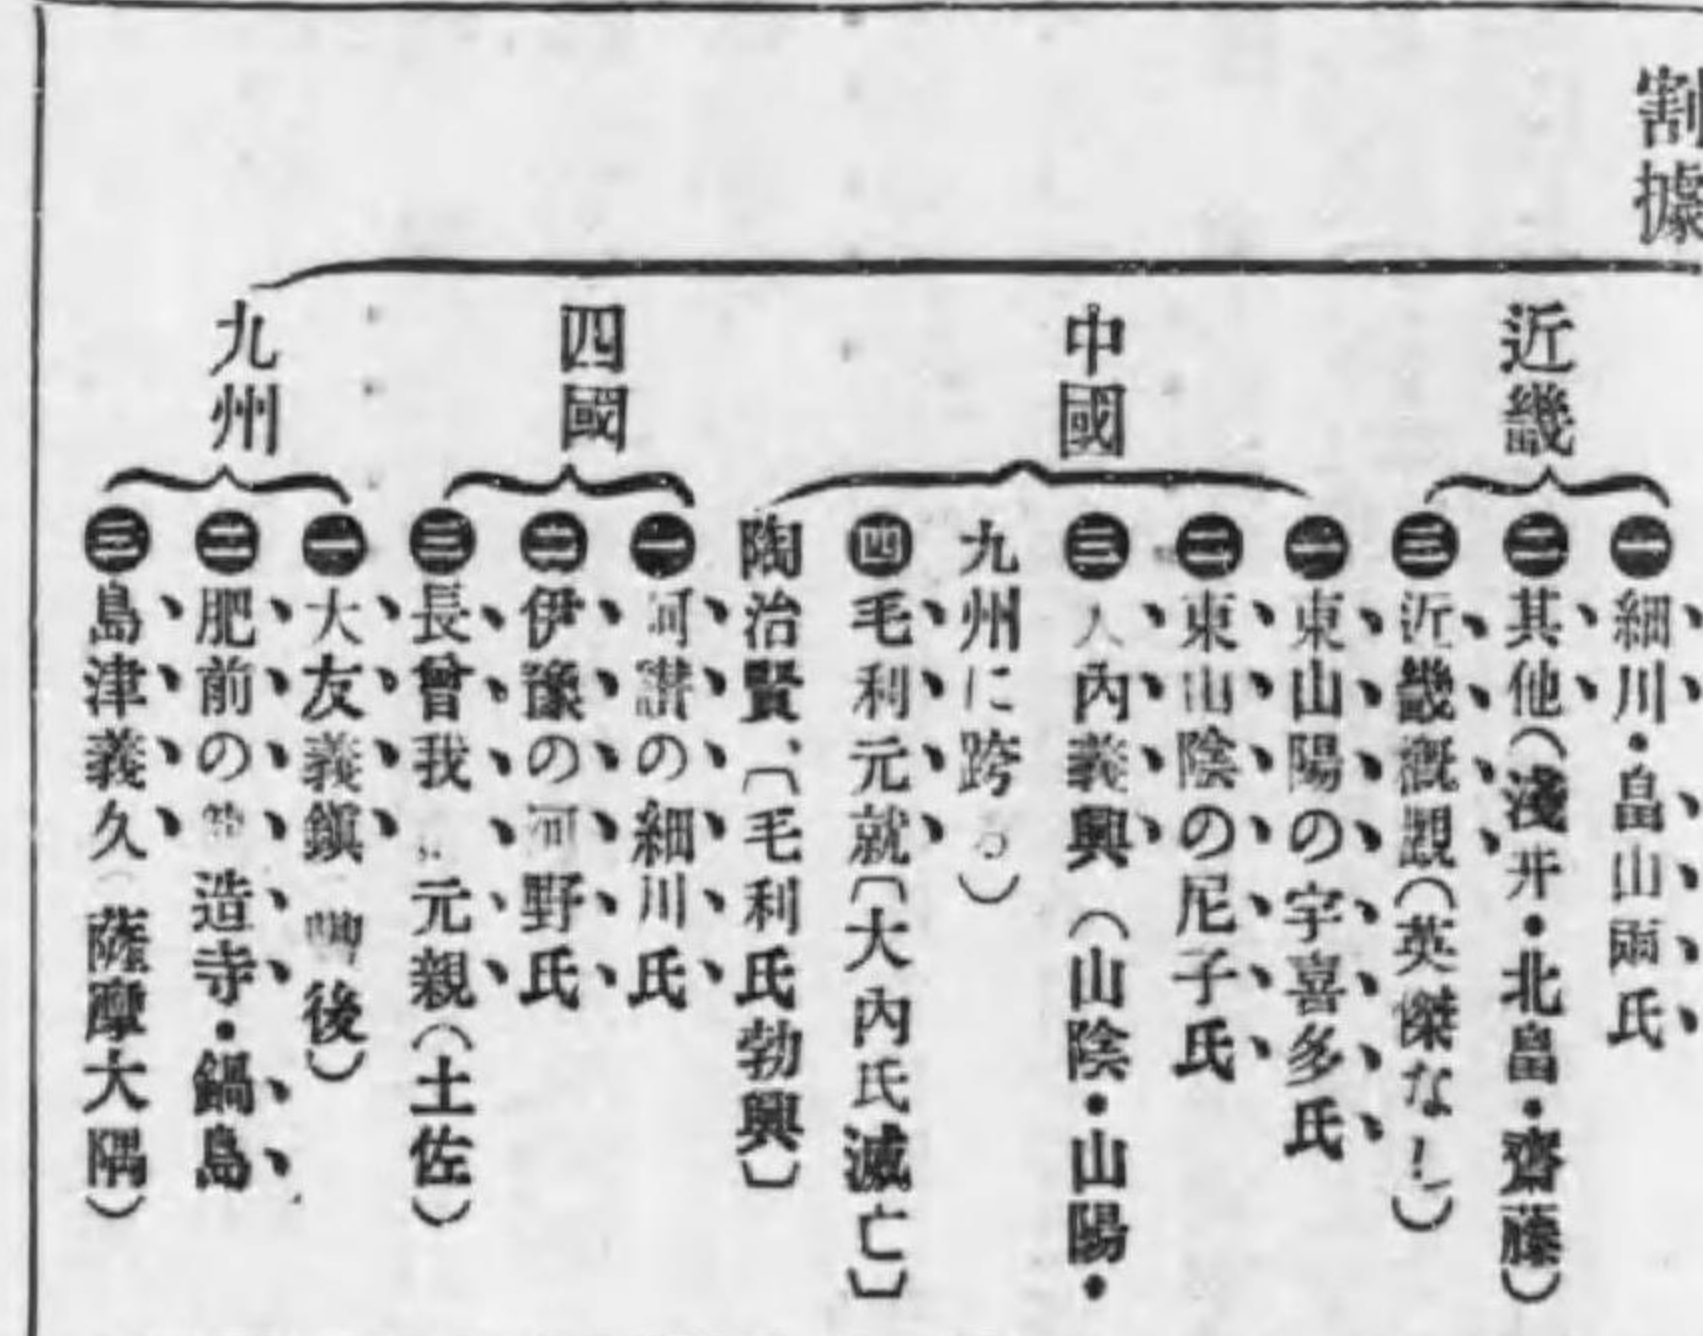 割據
近畿
㊀細川・畠山兩氏
㊁其他(淺井・北畠・齋藤)
㊂近畿概觀(英傑なし)
中國
㊀東山陽の宇喜多氏
㊁東山陰の尼子氏
㊂大內義興(山陰・山陽・
九州に跨る)
㊃毛利元就〔大內氏滅亡〕
陶治賢、〔毛利氏勃興〕
四國
㊀阿讃の細川氏
㊁伊豫の河野氏
㊂長曾我 元親(土佐)
九州
㊀大友義鎭(豐後)
㊁肥前の 造寺・鍋島
㊂島津義久(薩摩大隅)